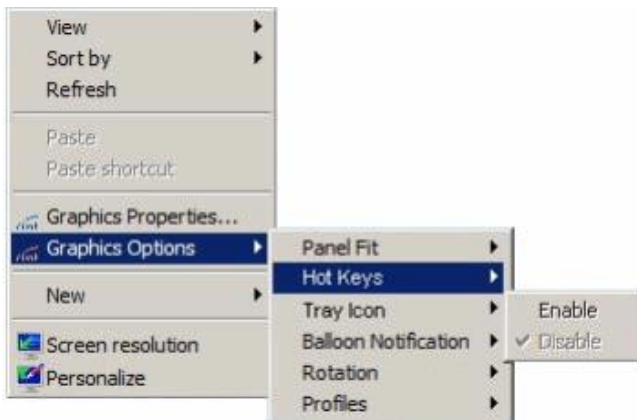 View
Sort by
Refresh
Paste
Paste shortcut
Graphics Properties...
Graphics Options
New
Screen resolution
Personalize
Panel Fit
Hot Keys
Tray Icon
Balloon Notification
Rotation
Profiles
Enable
Disable